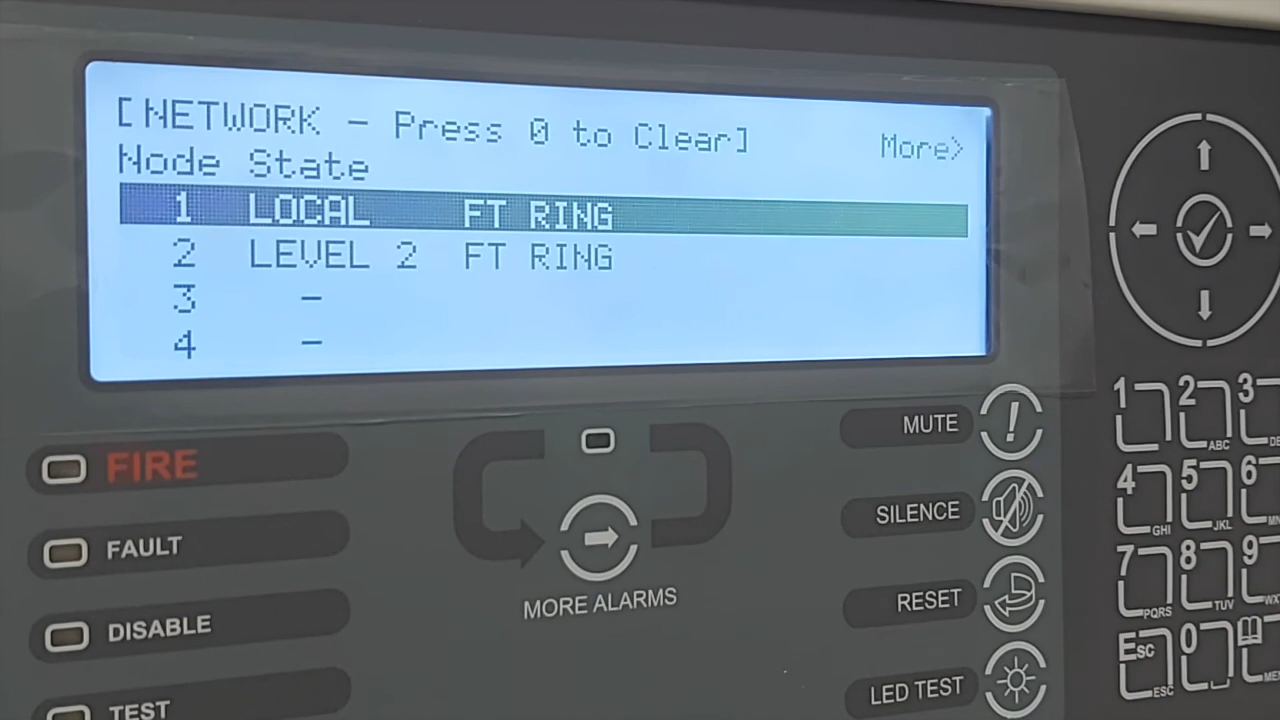 [NETWORK - Press 0 to Clear]
More>
Node State
1 LOCAL FT RING
2 LEVEL 2 FT RING
3 -
4 -
FIRE
FAULT
DISABLE
TEST
MORE ALARMS
MUTE
SILENCE
RESET
LED TEST
1 2 ABC 3
4 GHI 5 JKL 6
7 PQRS 8 TUV 9
Esc ESC 0